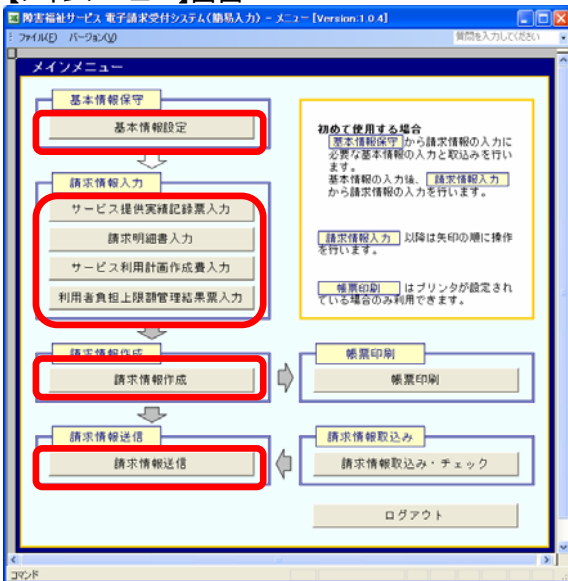 【メインメニュー】画面
障害福祉サービス 電子請求受付システム(簡易入力) - メニュー [Version:1.0.4]
ファイル(F) バージョン(V)
質問を入力してください
メインメニュー
基本情報保守
基本情報設定
初めて使用する場合
基本情報保守 から請求情報の入力に
必要な基本情報の入力と取込みを行い
ます。
基本情報の入力後、 請求情報入力
から請求情報の入力を行います。
請求情報入力 以降は矢印の順に操作
を行います。
帳票印刷 はプリンタが設定され
ている場合のみ利用できます。
請求情報入力
サービス提供実績記録票入力
請求明細書入力
サービス利用計画作成費入力
利用者負担上限額管理結果票入力
請求情報作成
請求情報作成
帳票印刷
帳票印刷
請求情報送信
請求情報送信
請求情報取込み
請求情報取込み・チェック
ログアウト
コマンド